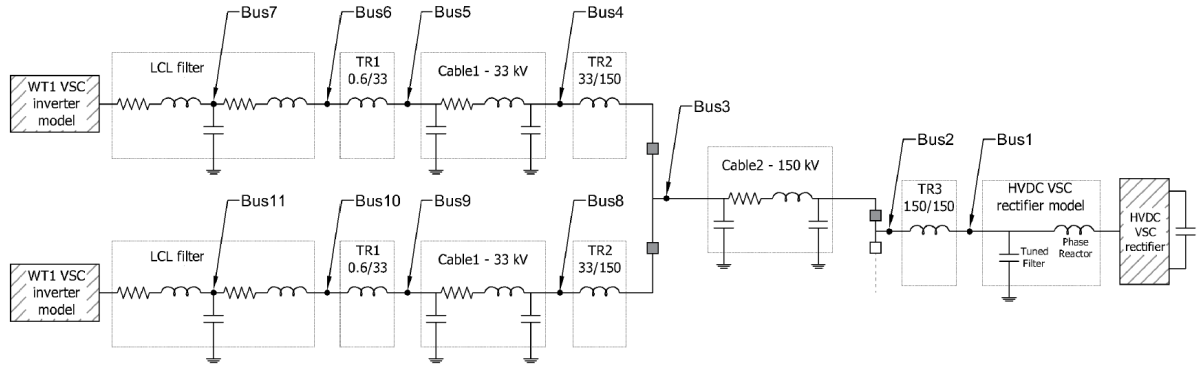 Bus7
Bus6
Bus5
Bus4
LCL filter
TR1
0.6/33
Cable1 - 33 kV
TR2
33/150
WT1 VSC
inverter
model
Bus3
Cable2 - 150 kV
Bus2
Bus1
TR3
150/150
HVDC VSC
rectifier model
Tuned
Filter
Phase
Reactor
HVDC
VSC
rectifier
Bus11
Bus10
Bus9
Bus8
LCL filter
TR1
0.6/33
Cable1 - 33 kV
TR2
33/150
WT1 VSC
inverter
model